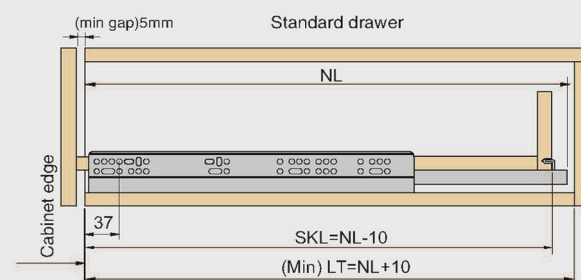 (min gap)5mm
Standard drawer
NL
Cabinet edge
37
SKL=NL-10
(Min) LT=NL+10